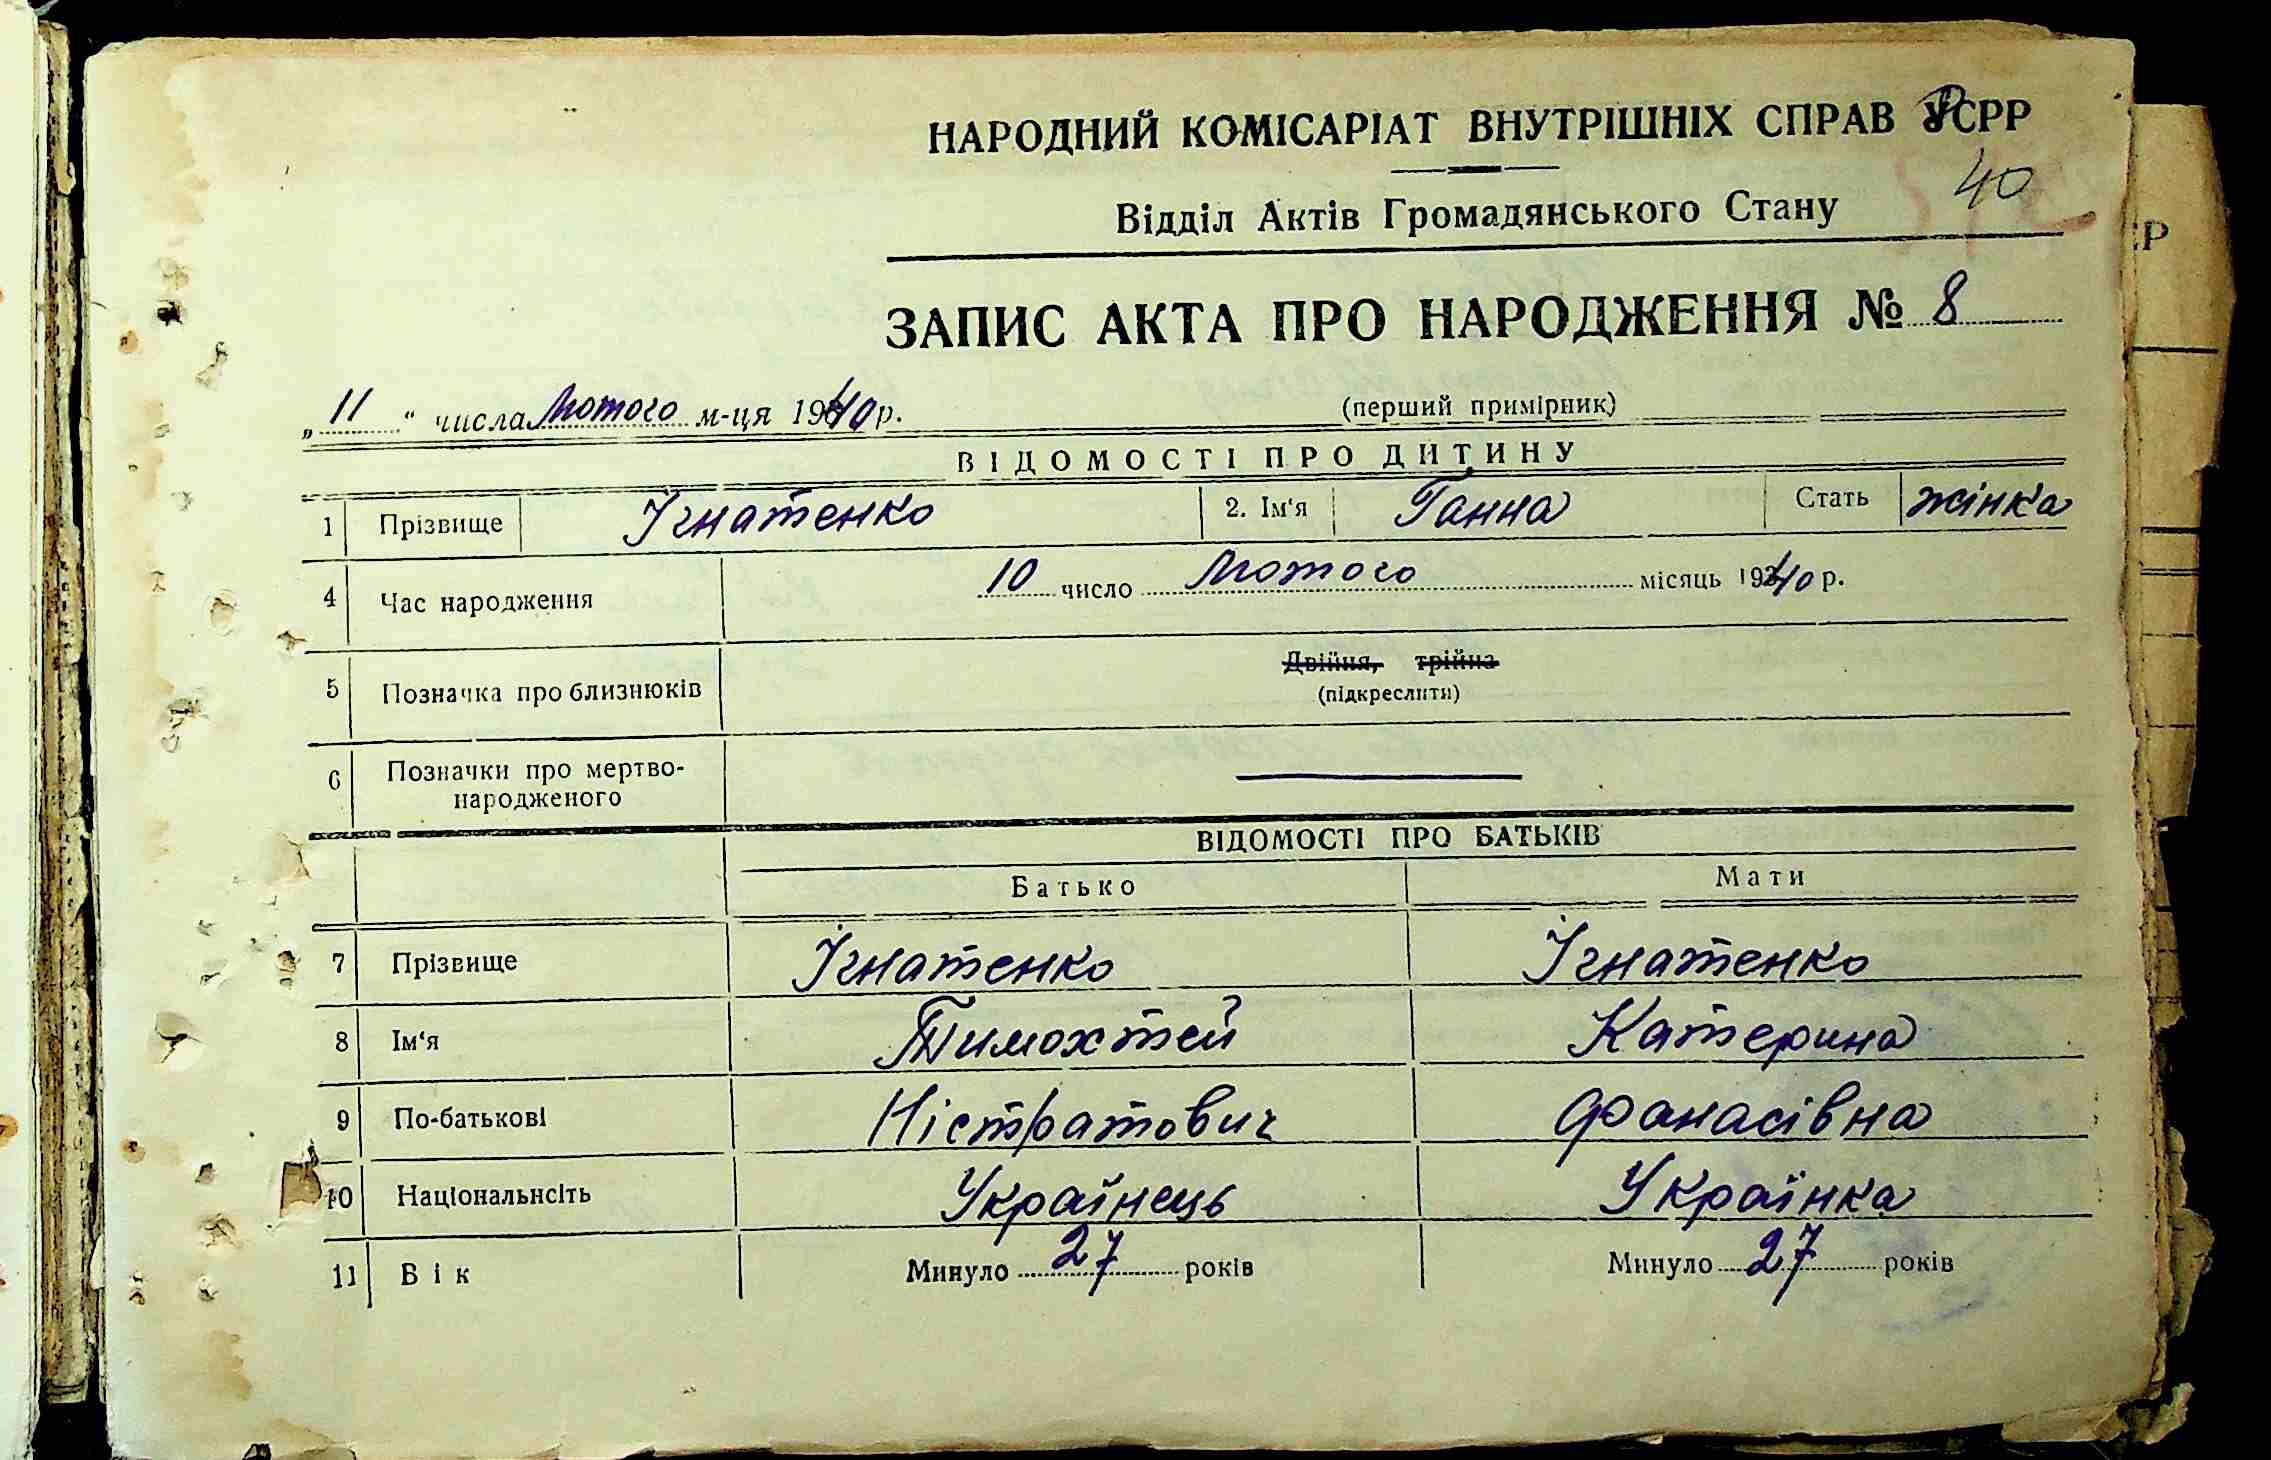 НАРОДНИЙ КОМІСАРІАТ ВНУТРІШНІХ СПРАВ УСРР
40
Відділ Актів Громадянського Стану
ЗАПИС АКТА ПРО НАРОДЖЕННЯ № 8
„ 11 “ числа Лютого м-ця 1940 р. (перший примірник)
ВІДОМОСТІ ПРО ДИТИНУ
1 Прізвище Ігнатенко 2. Ім'я Ганна Стать жінка
4 Час народження 10 число Лютого місяць 1940 р.
5 Позначка про близнюків Двійня, трійна
(підкреслити)
6 Позначки про мертво-
народженого
ВІДОМОСТІ ПРО БАТЬКІВ
Батько Мати
7 Прізвище Ігнатенко Ігнатенко
8 Ім'я Тимохтей Катерина
9 По-батькові Ністратович Фанасівна
10 Національнсіть Українець Українка
11 Вік Минуло 27 років Минуло 27 років
ЕР